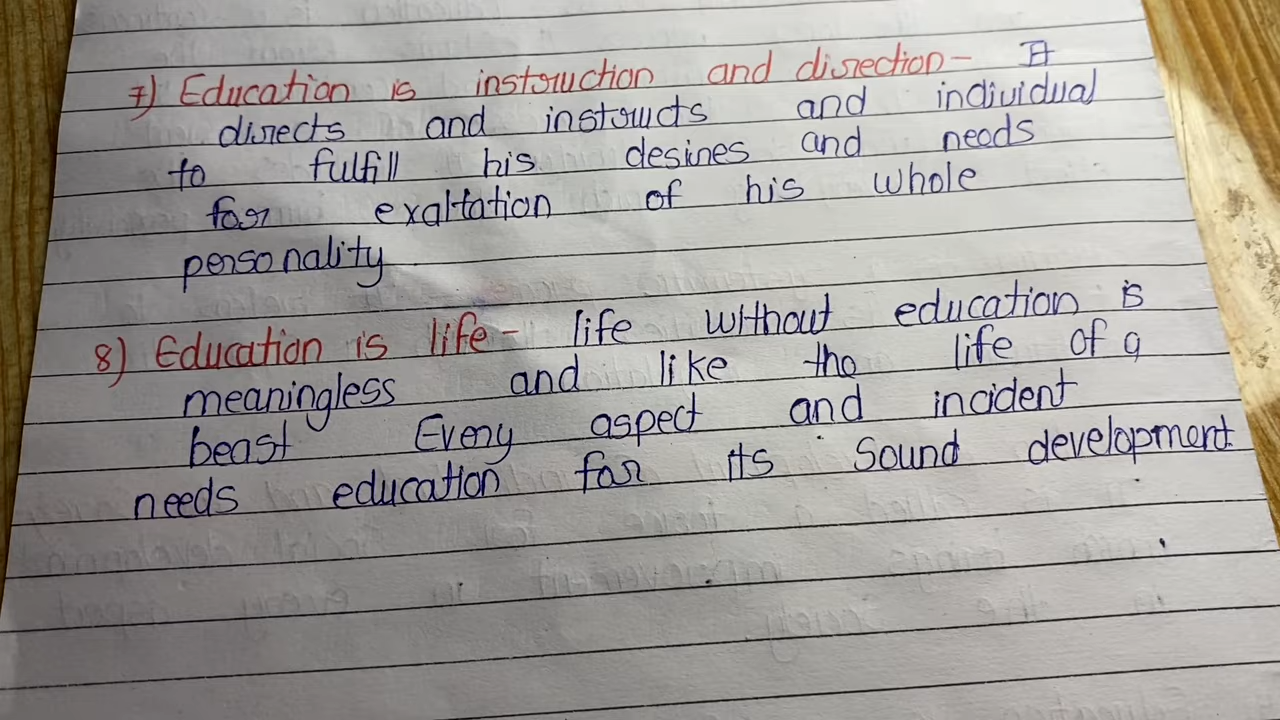 7) Education is instruction and direction - It
directs and instructs and individual
to fulfill his desires and needs
for exaltation of his whole
personality
8) Education is life - life without education is
meaningless and like the life of a
beast Every aspect and incident
needs education for its Sound development